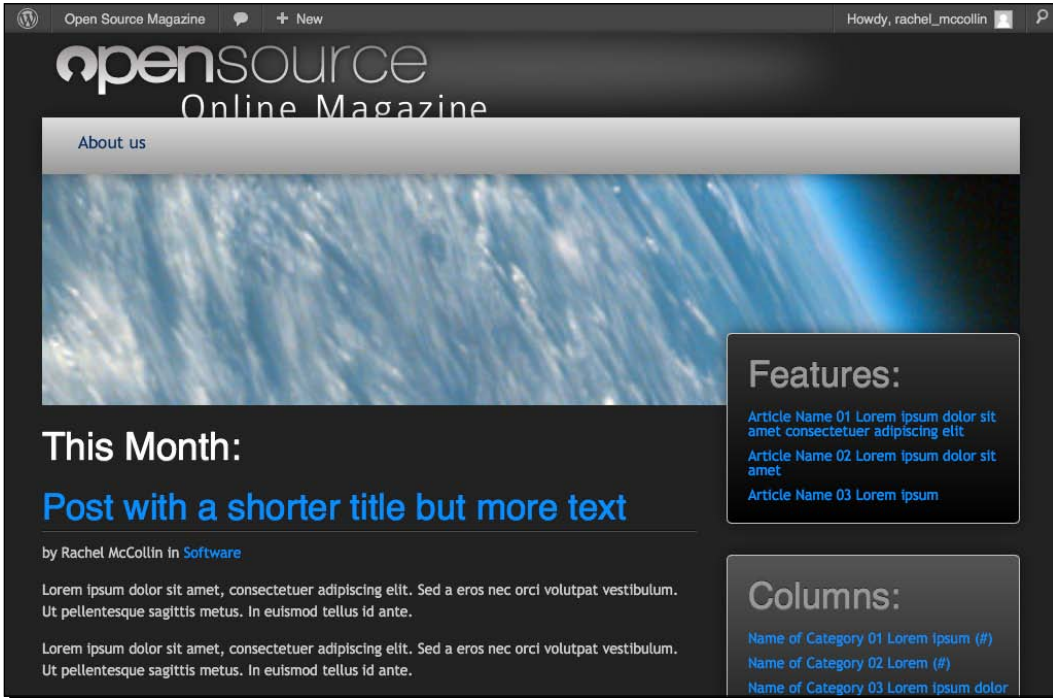 Open Source Magazine
+ New
Howdy, rachel_mccollin
opensource
Online Magazine
About us
This Month:
Post with a shorter title but more text
by Rachel McCollin in Software
Lorem ipsum dolor sit amet, consectetuer adipiscing elit. Sed a eros nec orci volutpat vestibulum.
Ut pellentesque sagittis metus. In euismod tellus id ante.
Lorem ipsum dolor sit amet, consectetuer adipiscing elit. Sed a eros nec orci volutpat vestibulum.
Ut pellentesque sagittis metus. In euismod tellus id ante.
Features:
Article Name 01 Lorem ipsum dolor sit
amet consectetuer adipiscing elit
Article Name 02 Lorem ipsum dolor sit
amet
Article Name 03 Lorem ipsum
Columns:
Name of Category 01 Lorem ipsum (#)
Name of Category 02 Lorem (#)
Name of Category 03 Lorem ipsum dolor